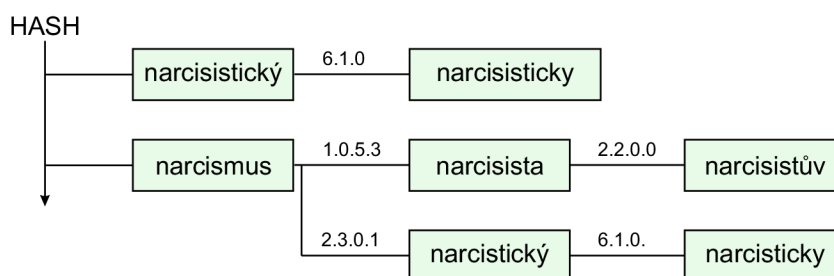 HASH
narcisistický 6.1.0 narcisisticky
narcismus 1.0.5.3 narcisista 2.2.0.0 narcisistův
2.3.0.1 narcistický 6.1.0. narcisticky